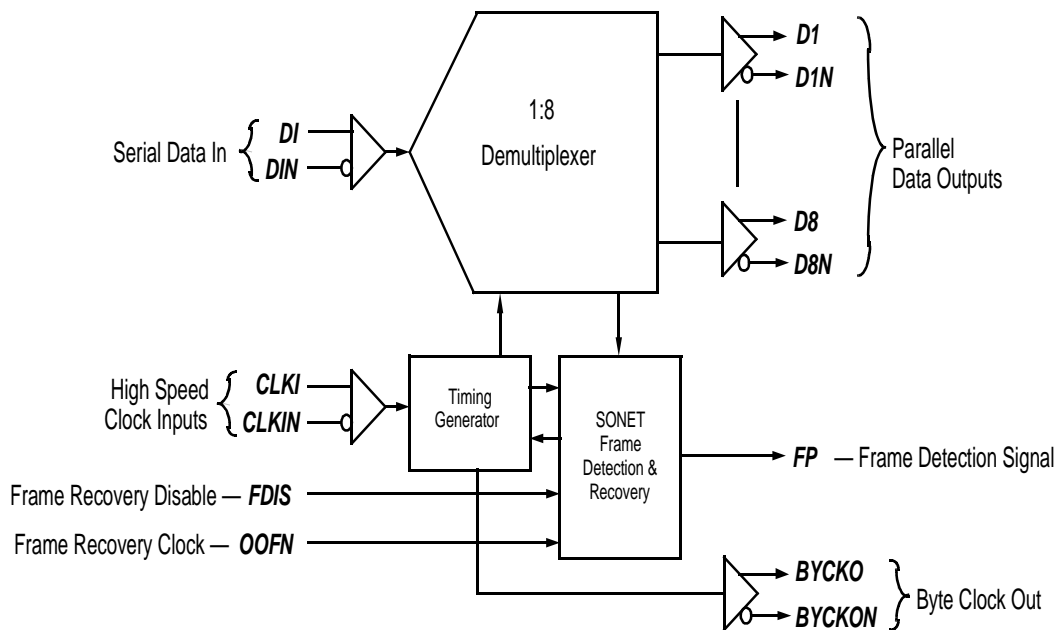 D1
D1N
1:8
Demultiplexer
Serial Data In
DI
DIN
Parallel
Data Outputs
D8
D8N
High Speed
Clock Inputs
CLKI
CLKIN
Timing
Generator
SONET
Frame
Detection &
Recovery
FP — Frame Detection Signal
Frame Recovery Disable — FDIS
Frame Recovery Clock — OOFN
BYCKO
BYCKON
Byte Clock Out